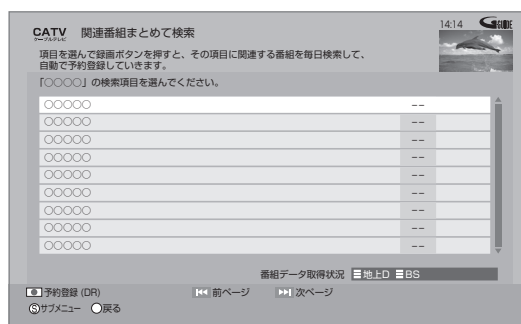 CATV 関連番組まとめて検索
ケーブルテレビ
14:14 GGUIDE
項目を選んで録画ボタンを押すと、その項目に関連する番組を毎日検索して、
自動で予約登録していきます。
「○○○○」の検索項目を選んでください。
○○○○○ --
○○○○○ --
○○○○○ --
○○○○○ --
○○○○○ --
○○○○○ --
○○○○○ --
○○○○○ --
○○○○○ --
番組データ取得状況 地上D BS
予約登録 (DR) 前ページ 次ページ
Ⓢサブメニュー ○戻る